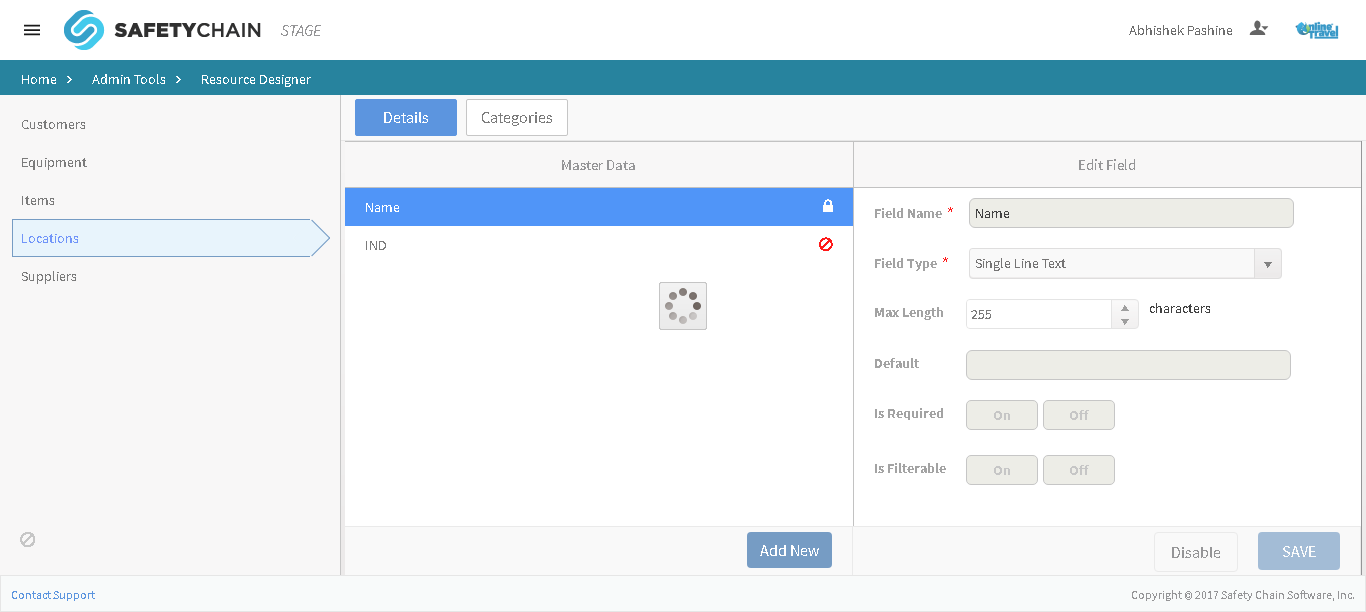 SAFETYCHAIN STAGE
Abhishek Pashine
Online Travel
Home > Admin Tools > Resource Designer
Customers
Equipment
Items
Locations
Suppliers
Details
Categories
Master Data
Name
IND
Add New
Edit Field
Field Name * Name
Field Type * Single Line Text
Max Length 255 characters
Default
Is Required On Off
Is Filterable On Off
Disable
SAVE
Contact Support
Copyright © 2017 Safety Chain Software, Inc.